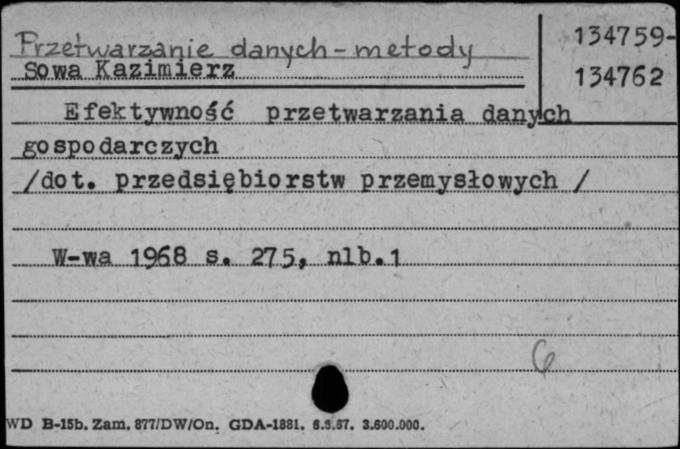 Przetwarzanie danych - metody
134759-
134762
Sowa Kazimierz
Efektywność przetwarzania danych
gospodarczych
/dot. przedsiębiorstw przemysłowych /
W-wa 1968 s. 275, nlb.1
6
WD B-15b. Zam. 877/DW/On. GDA-1881. 6.3.67. 3.600.000.